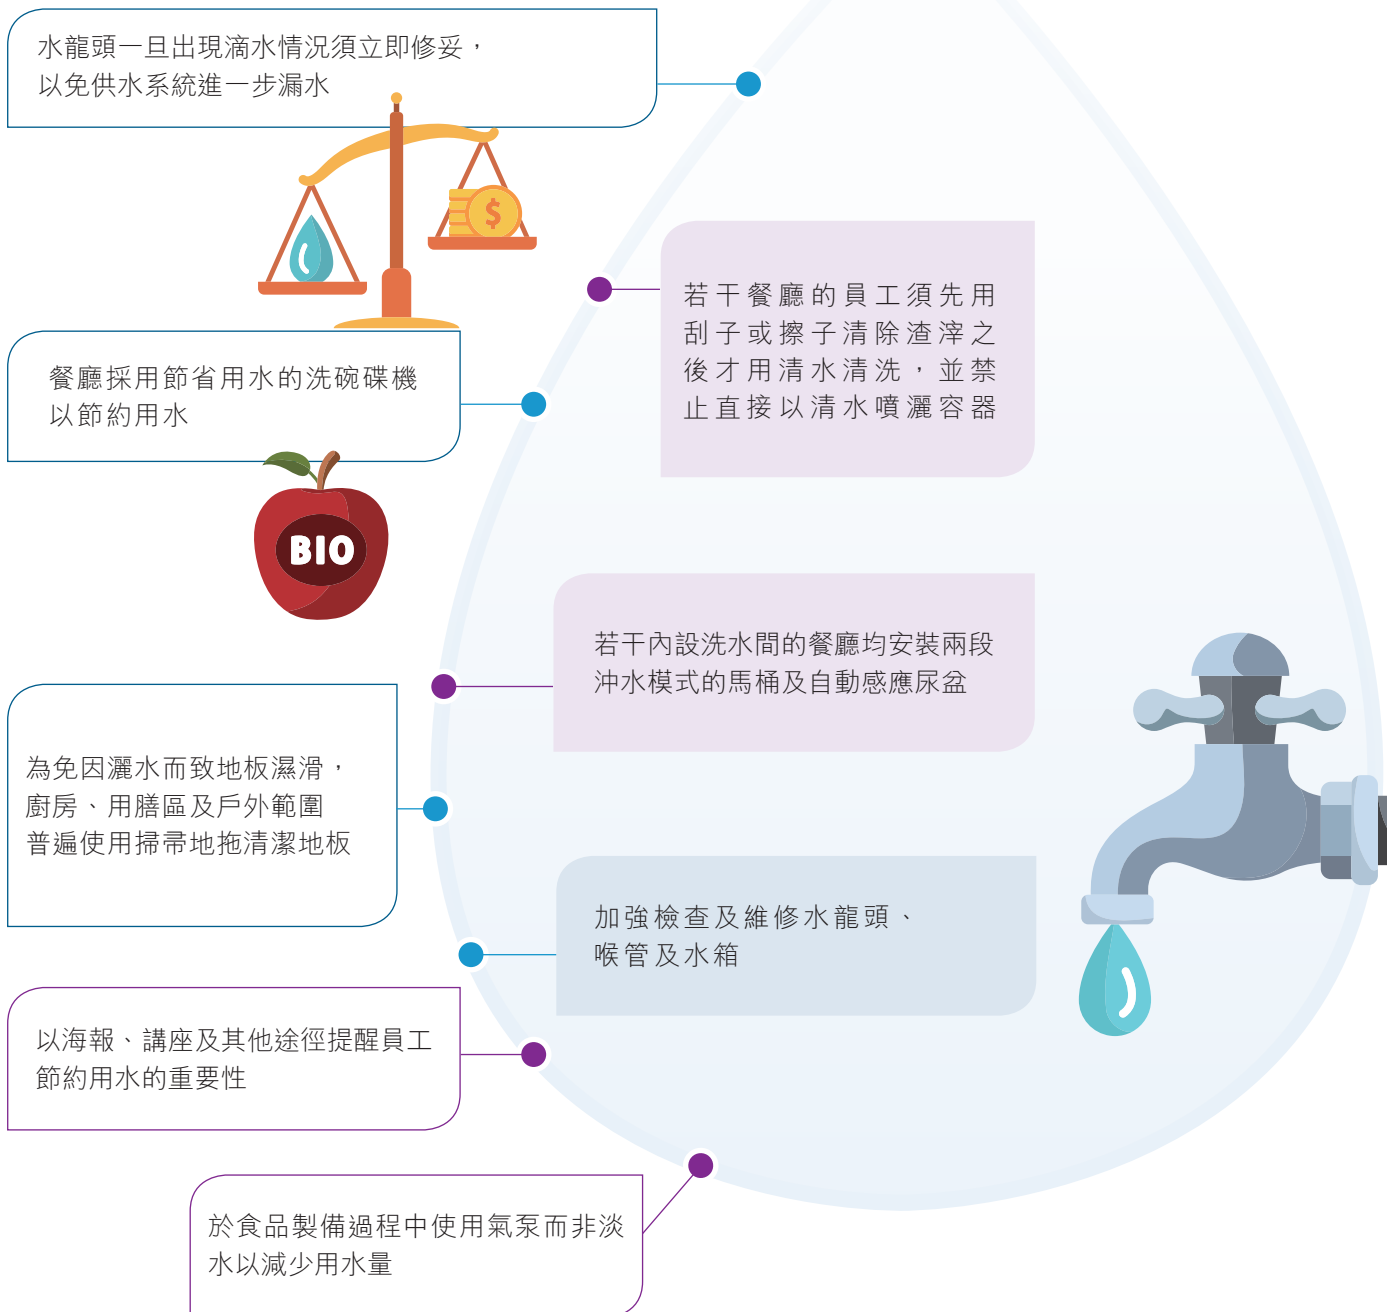 水龍頭一旦出現滴水情況須立即修妥，
以免供水系統進一步漏水
$
若干餐廳的員工須先用
刮子或擦子清除渣滓之
後才用清水清洗，並禁
止直接以清水噴灑容器
餐廳採用節省用水的洗碗碟機
以節約用水
BIO
若干內設洗水間的餐廳均安裝兩段
沖水模式的馬桶及自動感應尿盆
為免因灑水而致地板濕滑，
廚房、用膳區及戶外範圍
普遍使用掃帚地拖清潔地板
加強檢查及維修水龍頭、
喉管及水箱
以海報、講座及其他途徑提醒員工
節約用水的重要性
於食品製備過程中使用氣泵而非淡
水以減少用水量